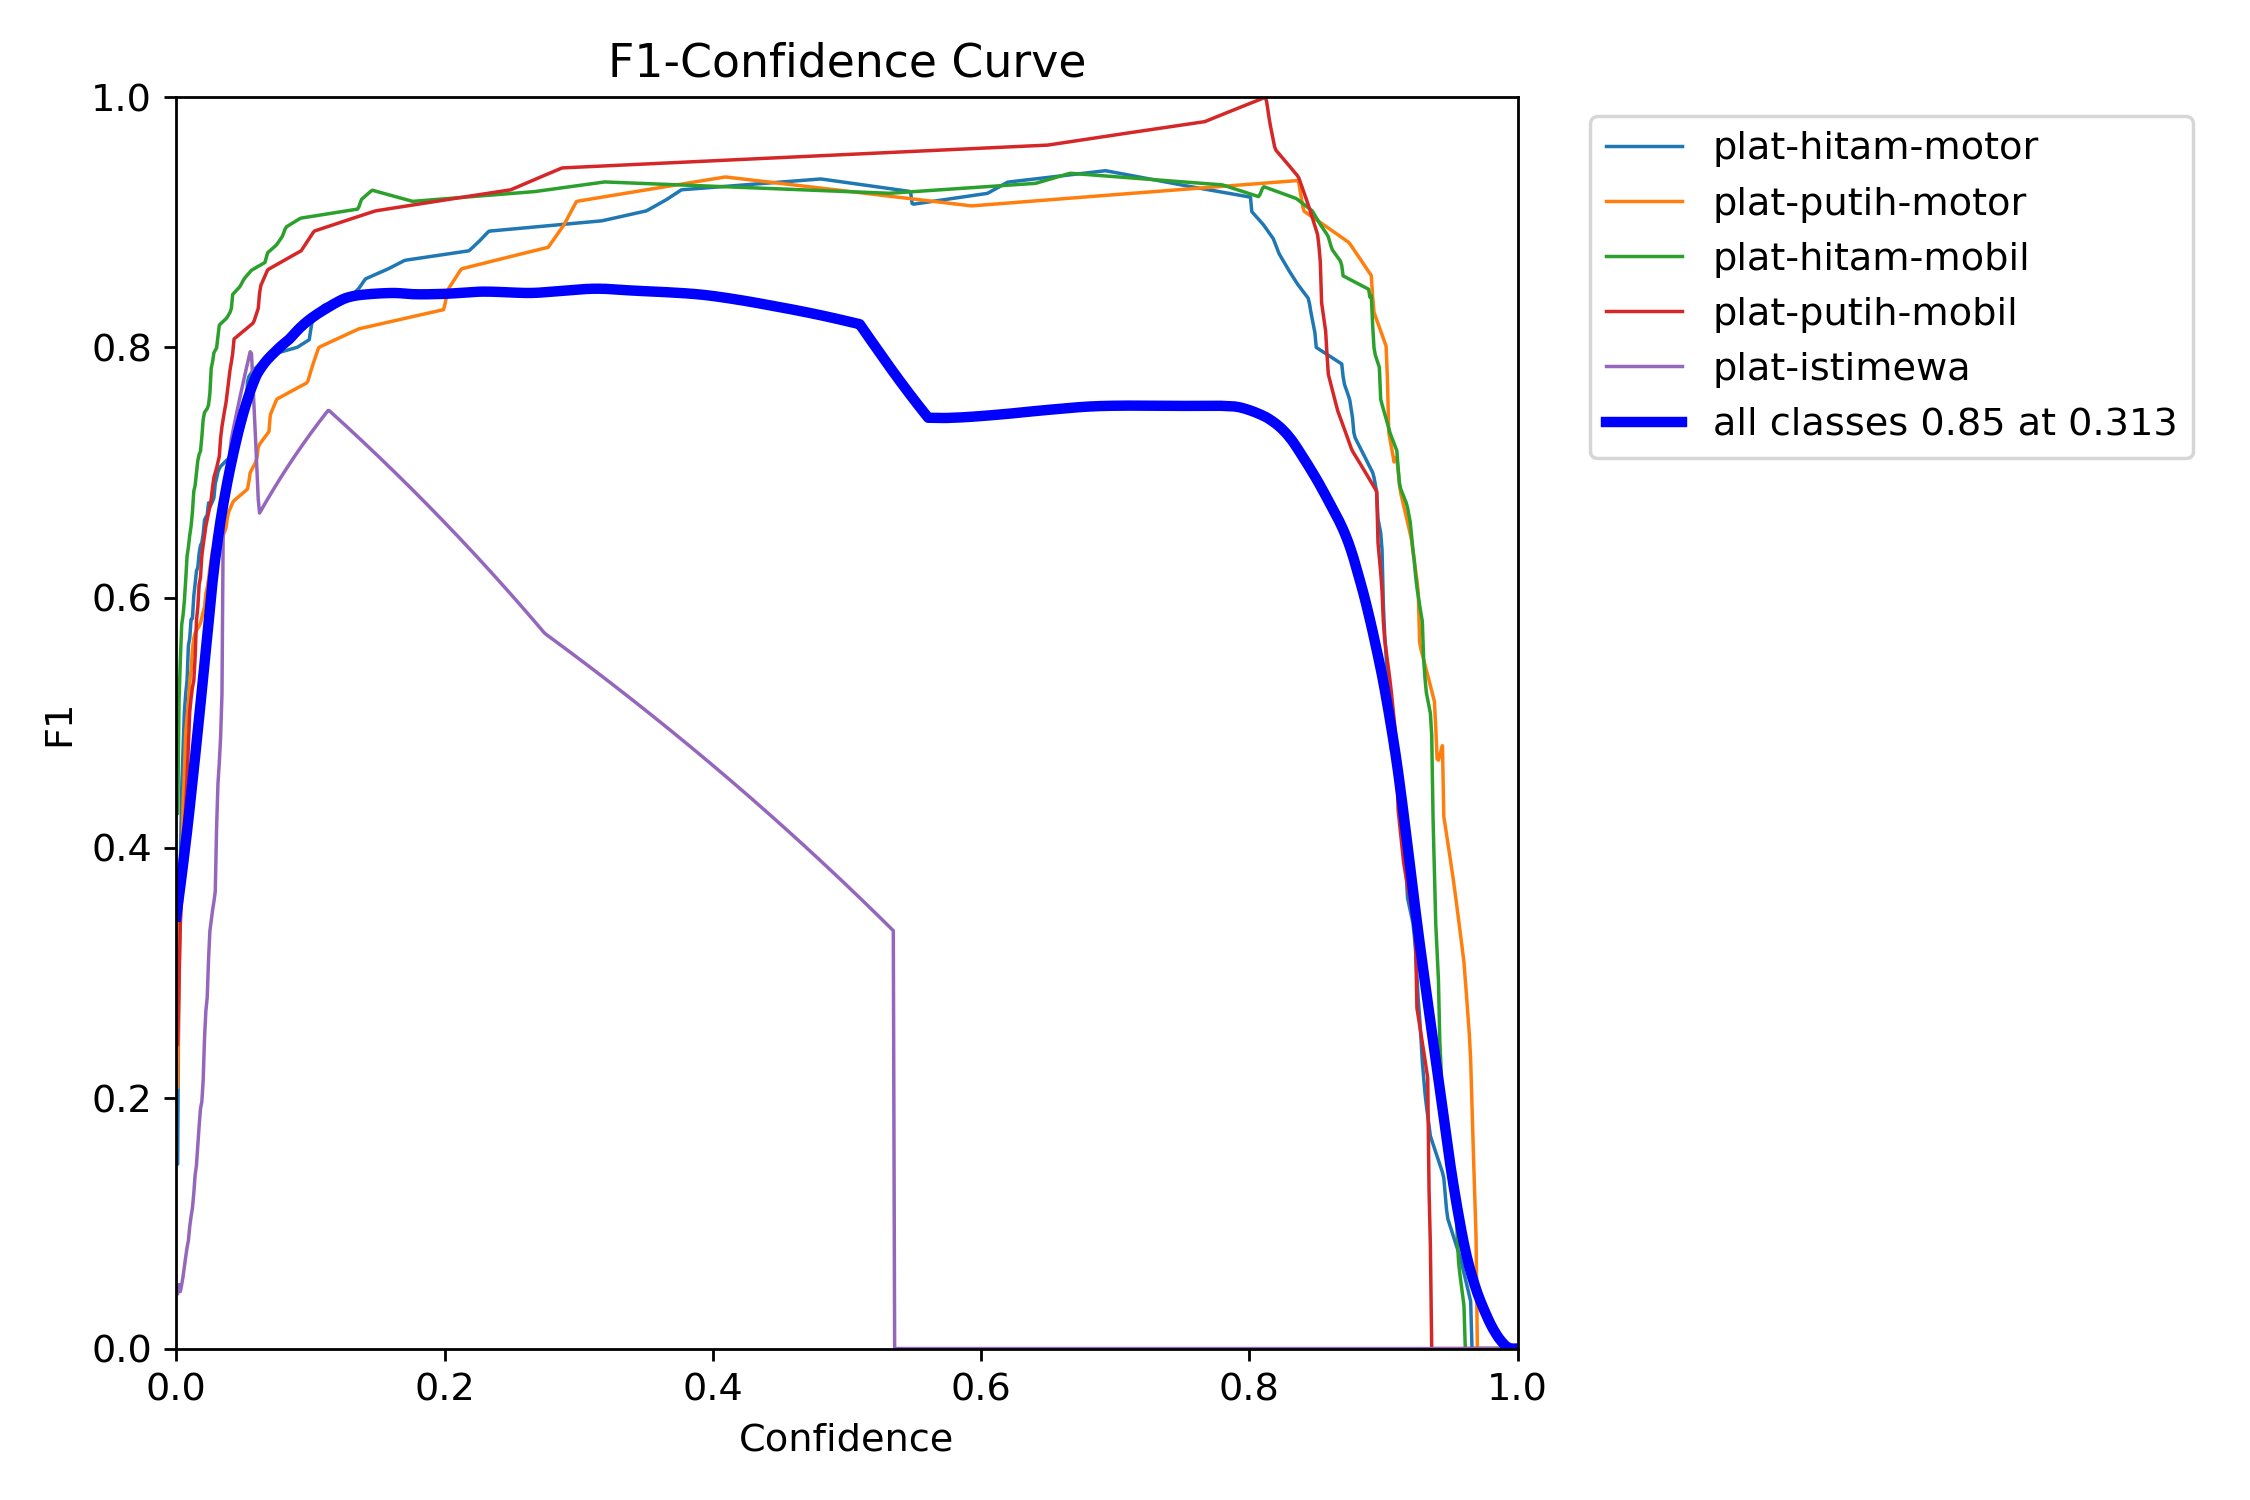 F1-Confidence Curve
1.0
0.8
0.6
0.4
0.2
0.0
F1
0.0 0.2 0.4 0.6 0.8 1.0
Confidence
plat-hitam-motor
plat-putih-motor
plat-hitam-mobil
plat-putih-mobil
plat-istimewa
all classes 0.85 at 0.313